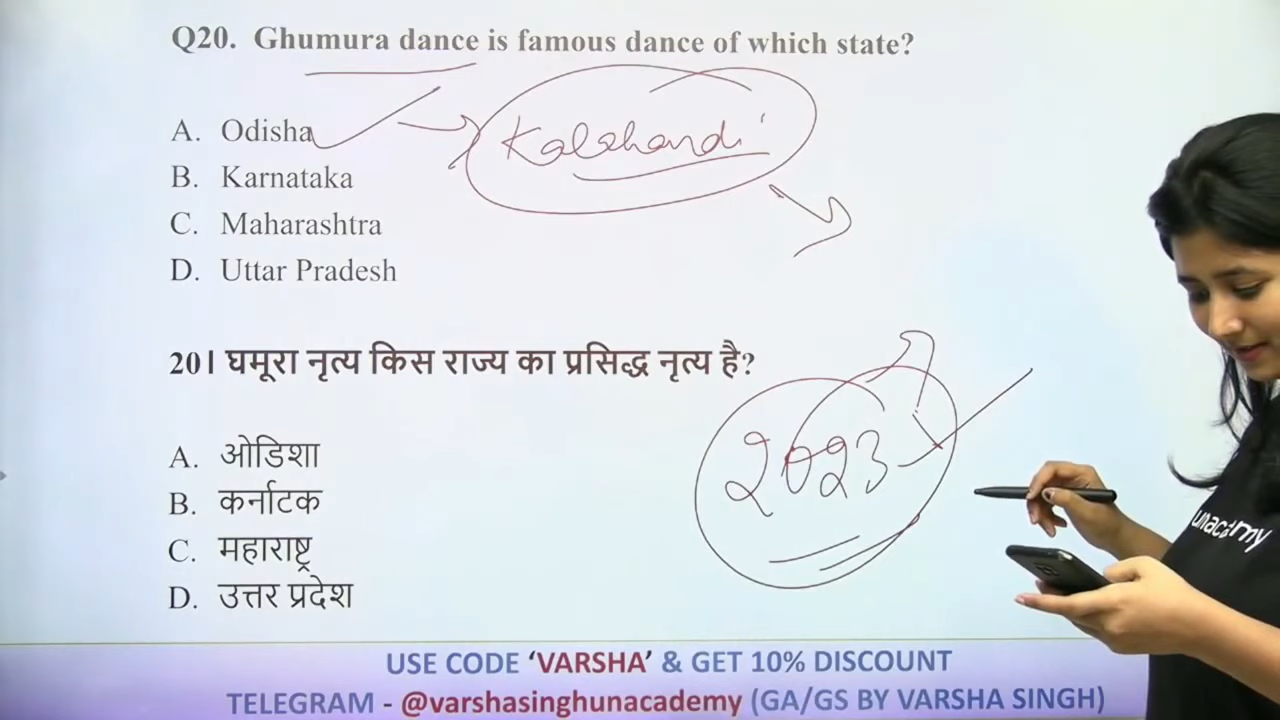 Q20. Ghumura dance is famous dance of which state?
A. Odisha
Kalahandi
B. Karnataka
C. Maharashtra
D. Uttar Pradesh
20। घमूरा नृत्य किस राज्य का प्रसिद्ध नृत्य है?
A. ओडिशा
2023
B. कर्नाटक
C. महाराष्ट्र
D. उत्तर प्रदेश
unacademy
USE CODE ‘VARSHA’ & GET 10% DISCOUNT
TELEGRAM - @varshasinghunacademy (GA/GS BY VARSHA SINGH)